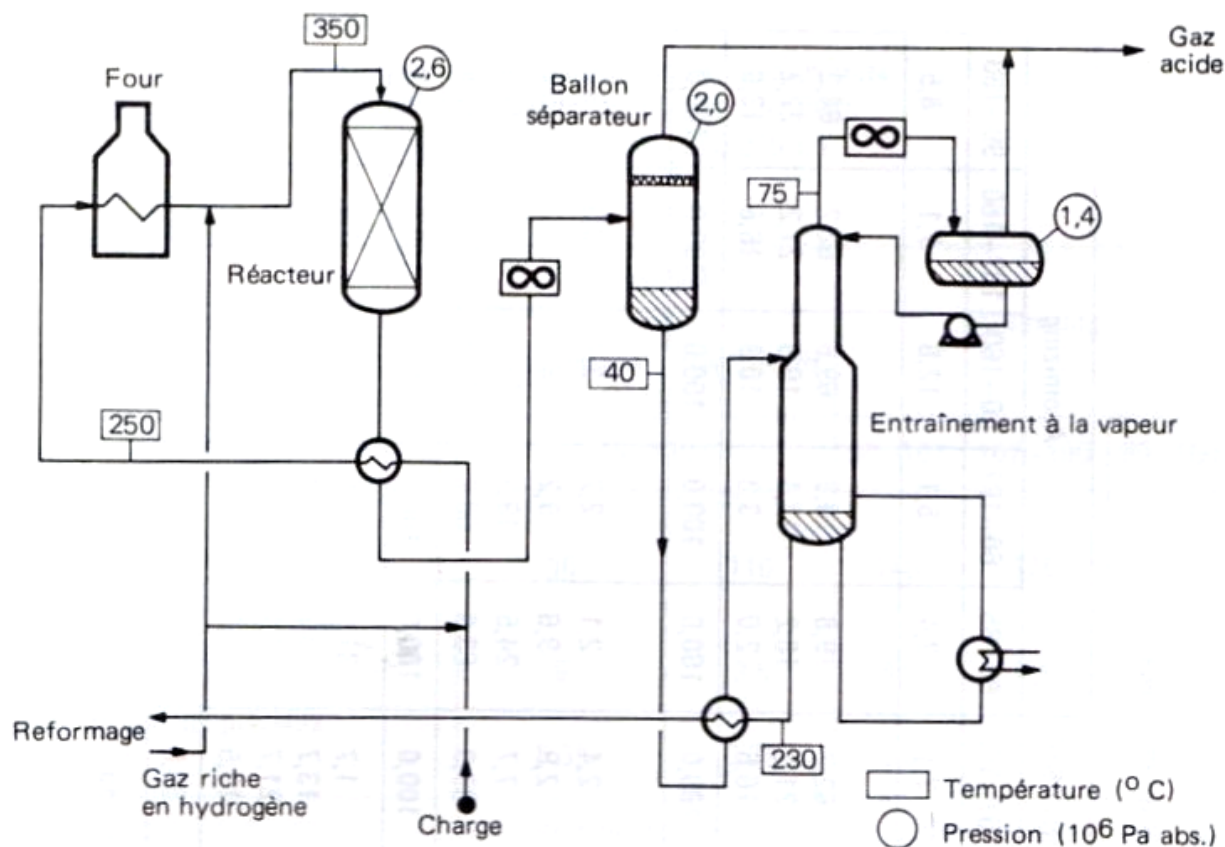 350
Four
2,6
Gaz
acide
Ballon
séparateur
2,0
75
1,4
Réacteur
40
250
Entraînement à la vapeur
Reformage
230
Gaz riche
en hydrogène
Charge
Température (° C)
Pression (10⁶ Pa abs.)